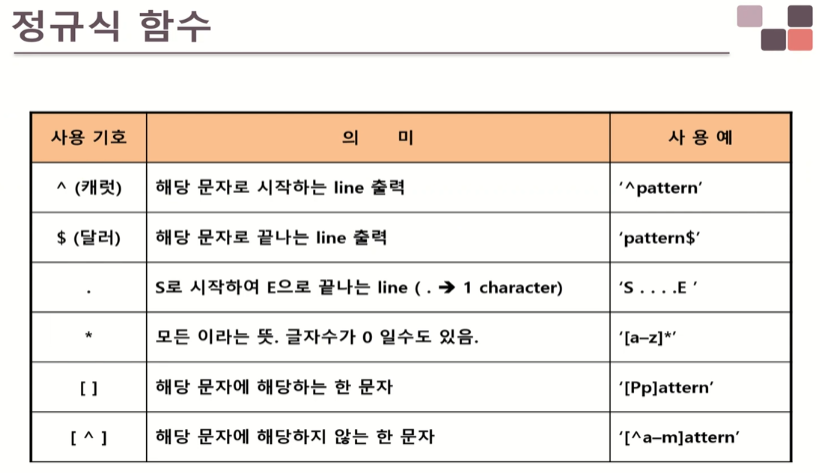 정규식 함수
사용 기호 의 미 사 용 예
^ (캐럿) 해당 문자로 시작하는 line 출력 ‘^pattern’
$ (달러) 해당 문자로 끝나는 line 출력 ‘pattern$’
. S로 시작하여 E으로 끝나는 line ( . ➔ 1 character) ‘S . . . .E ’
* 모든 이라는 뜻. 글자수가 0 일수도 있음. ‘[a–z]*’
[ ] 해당 문자에 해당하는 한 문자 ‘[Pp]attern’
[ ^ ] 해당 문자에 해당하지 않는 한 문자 ‘[^a–m]attern’